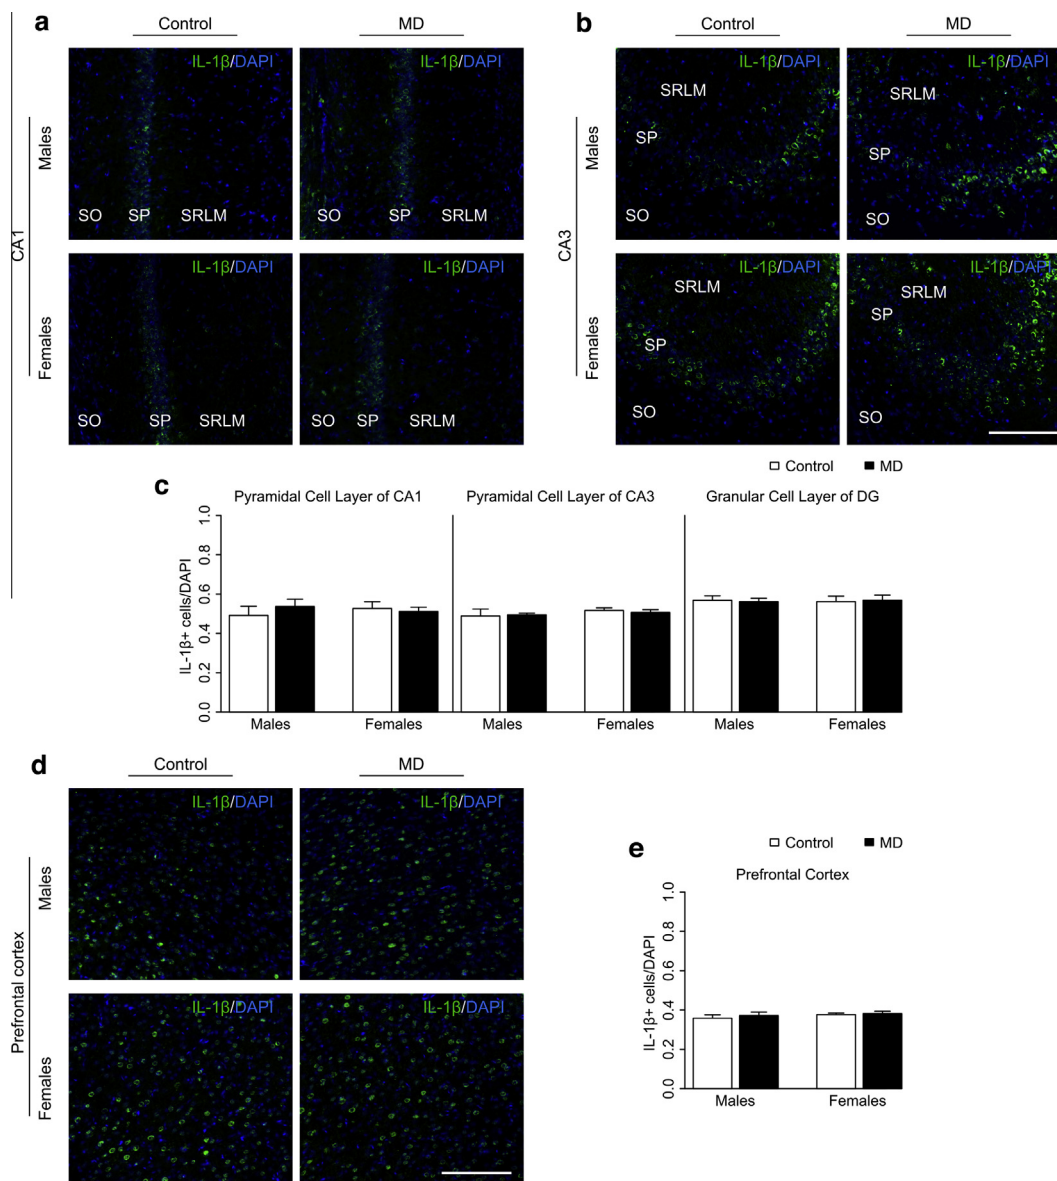 a
Control
MD
b
Control
MD
IL-1β/DAPI
IL-1β/DAPI
IL-1β/DAPI
IL-1β/DAPI
CA1
Males
SO SP SRLM
SO SP SRLM
CA3
Males
SRLM
SP
SO
SRLM
SP
SO
IL-1β/DAPI
IL-1β/DAPI
IL-1β/DAPI
IL-1β/DAPI
Females
SO SP SRLM
SO SP SRLM
Females
SRLM
SP
SO
SRLM
SP
SO
Control MD
c
Pyramidal Cell Layer of CA1
Pyramidal Cell Layer of CA3
Granular Cell Layer of DG
IL-1β+ cells/DAPI
1.0
0.8
0.6
0.4
0.2
0.0
Males Females Males Females Males Females
d
Control
MD
IL-1β/DAPI
IL-1β/DAPI
Prefrontal cortex
Males
IL-1β/DAPI
IL-1β/DAPI
Females
e
Control MD
Prefrontal Cortex
IL-1β+ cells/DAPI
1.0
0.8
0.6
0.4
0.2
0.0
Males Females